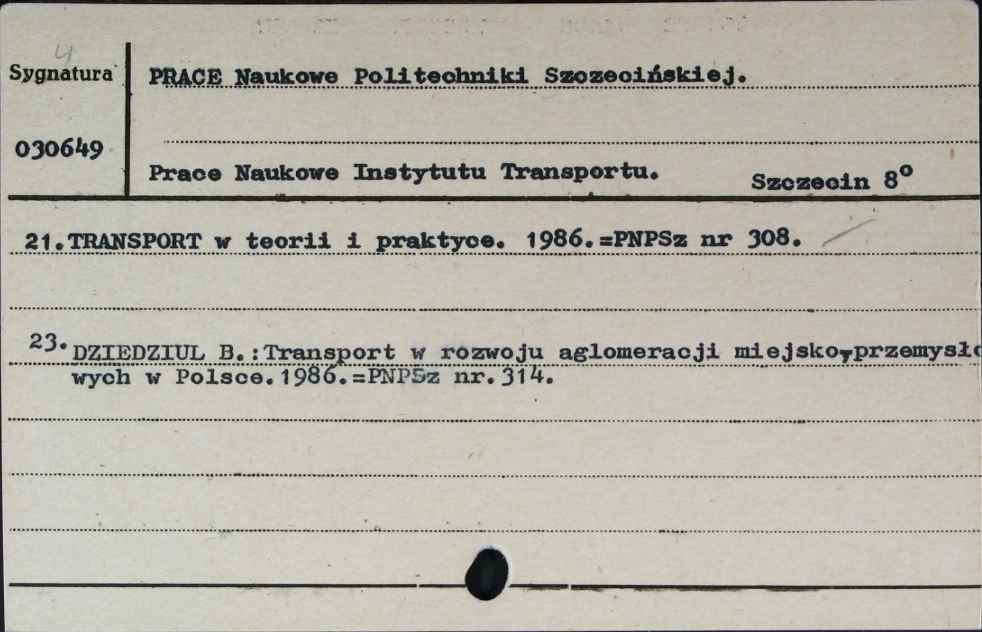 4
Sygnatura
PRACE Naukowe Politechniki Szczecińskiej.
030649
Prace Naukowe Instytutu Transportu.
Szczecin 8°
21. TRANSPORT w teorii i praktyce. 1986.=PNPSz nr 308.
23. DZIEDZIUL B.:Transport w rozwoju aglomeracji miejsko-przemysło
wych w Polsce.1986.=PNPSz nr.314.